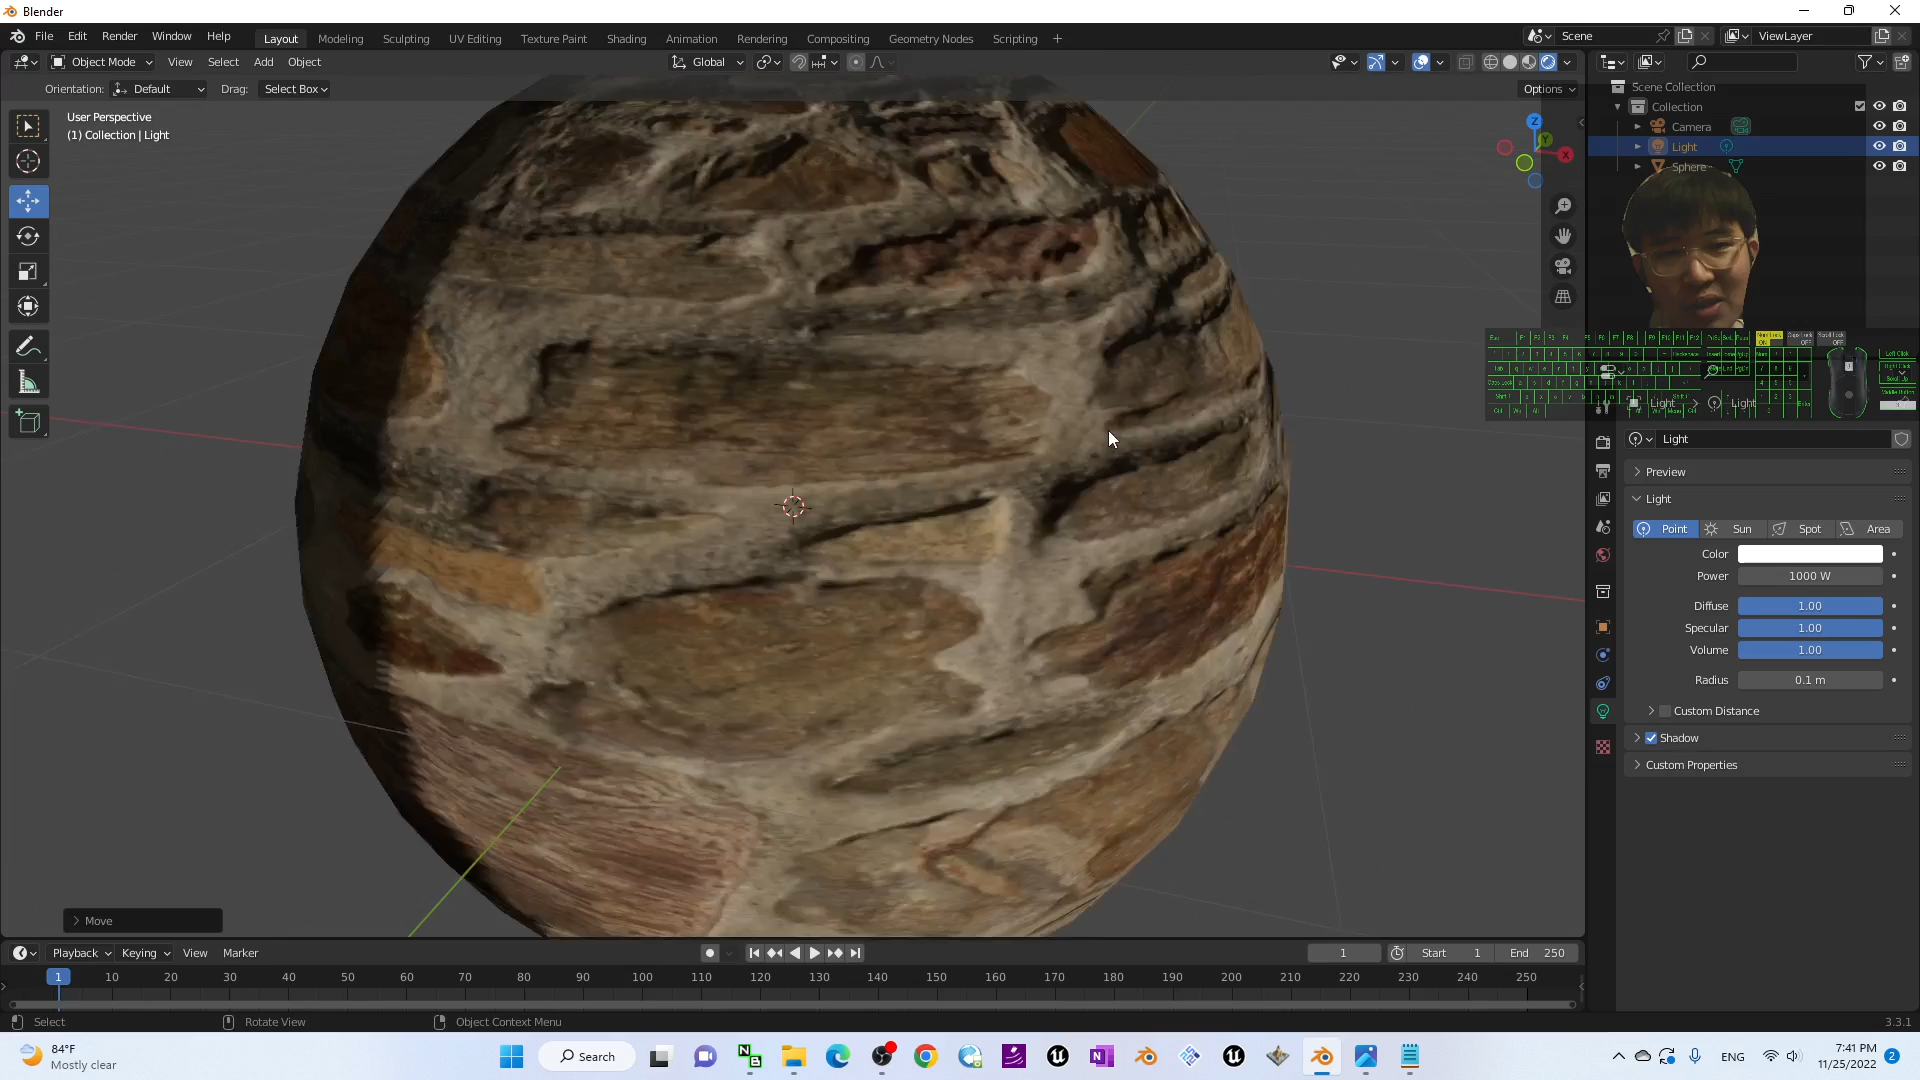 Blender
File Edit Render Window Help
Layout Modeling Sculpting UV Editing Texture Paint Shading Animation Rendering Compositing Geometry Nodes Scripting
Scene
ViewLayer
Object Mode View Select Add Object
Global
Orientation: Default Drag: Select Box
Options
User Perspective
(1) Collection | Light
Z
Y
X
Scene Collection
Collection
Camera
Light
Sphere
Light Light
Light
Preview
Light
Point Sun Spot Area
Color
Power 1000 W
Diffuse 1.00
Specular 1.00
Volume 1.00
Radius 0.1 m
Custom Distance
Shadow
Custom Properties
Move
Playback Keying View Marker
1
Start 1
End 250
1 10 20 30 40 50 60 70 80 90 100 110 120 130 140 150 160 170 180 190 200 210 220 230 240 250
Select Rotate View Object Context Menu
3.3.1
84°F
Mostly clear
Search
ENG
7:41 PM
11/25/2022
2